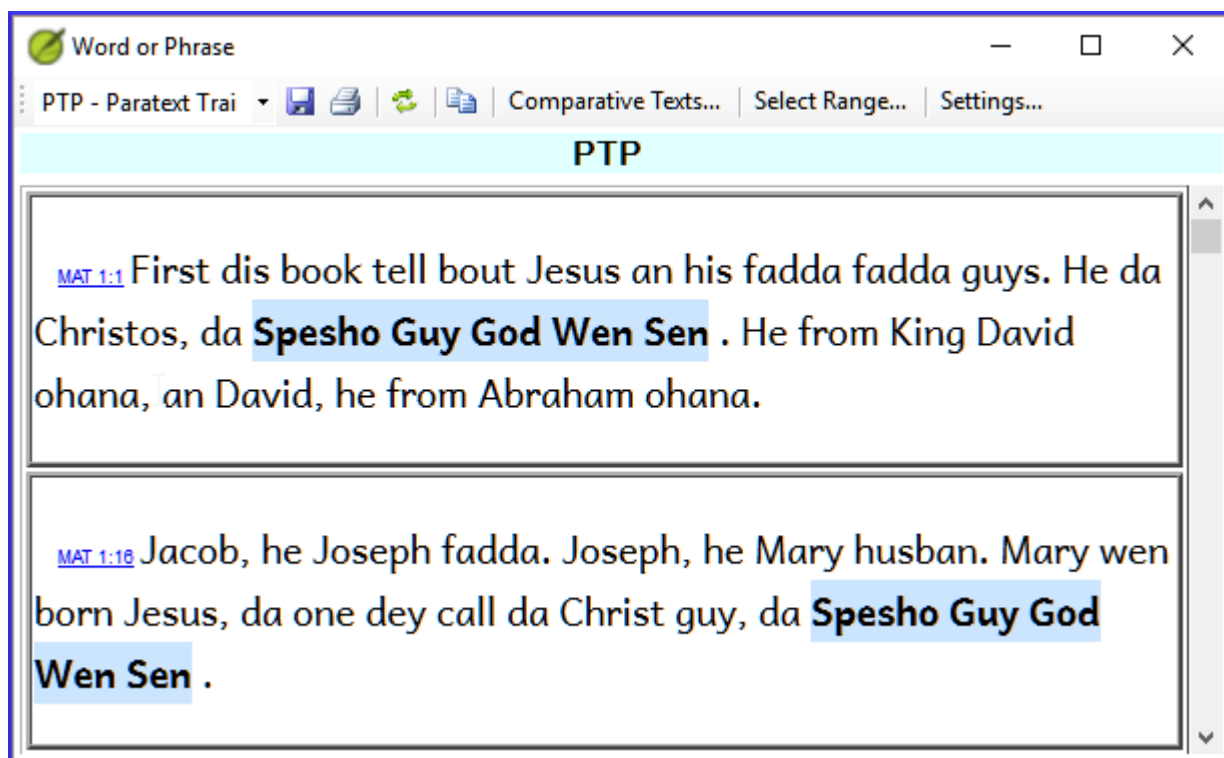 Word or Phrase
PTP - Paratext Trai Comparative Texts... Select Range... Settings...
PTP
MAT 1:1 First dis book tell bout Jesus an his fadda fadda guys. He da
Christos, da Spesho Guy God Wen Sen . He from King David
ohana, an David, he from Abraham ohana.
MAT 1:16 Jacob, he Joseph fadda. Joseph, he Mary husban. Mary wen
born Jesus, da one dey call da Christ guy, da Spesho Guy God
Wen Sen .